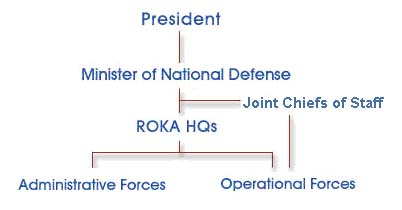 President
Minister of National Defense
Joint Chiefs of Staff
ROKA HQs
Administrative Forces
Operational Forces